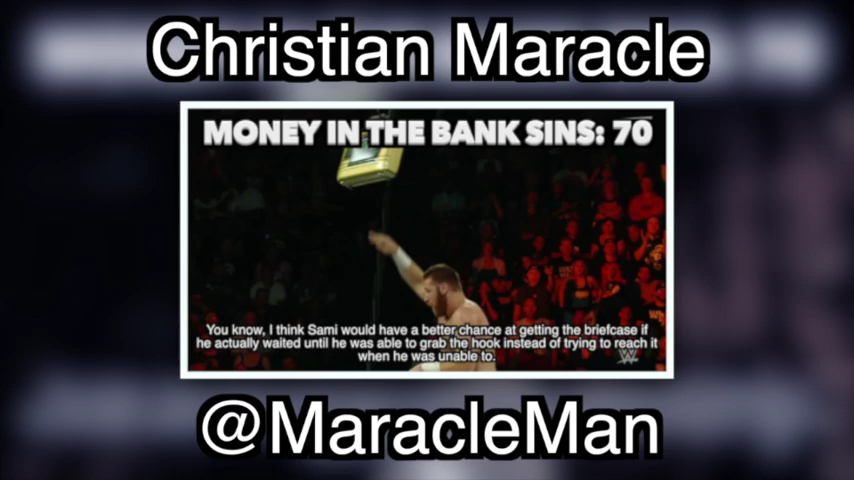 Christian Maracle
MONEY IN THE BANK SINS: 70
You know, I think Sami would have a better chance at getting the briefcase if
he actually waited until he was able to grab the hook instead of trying to reach it
when he was unable to.
@MaracleMan